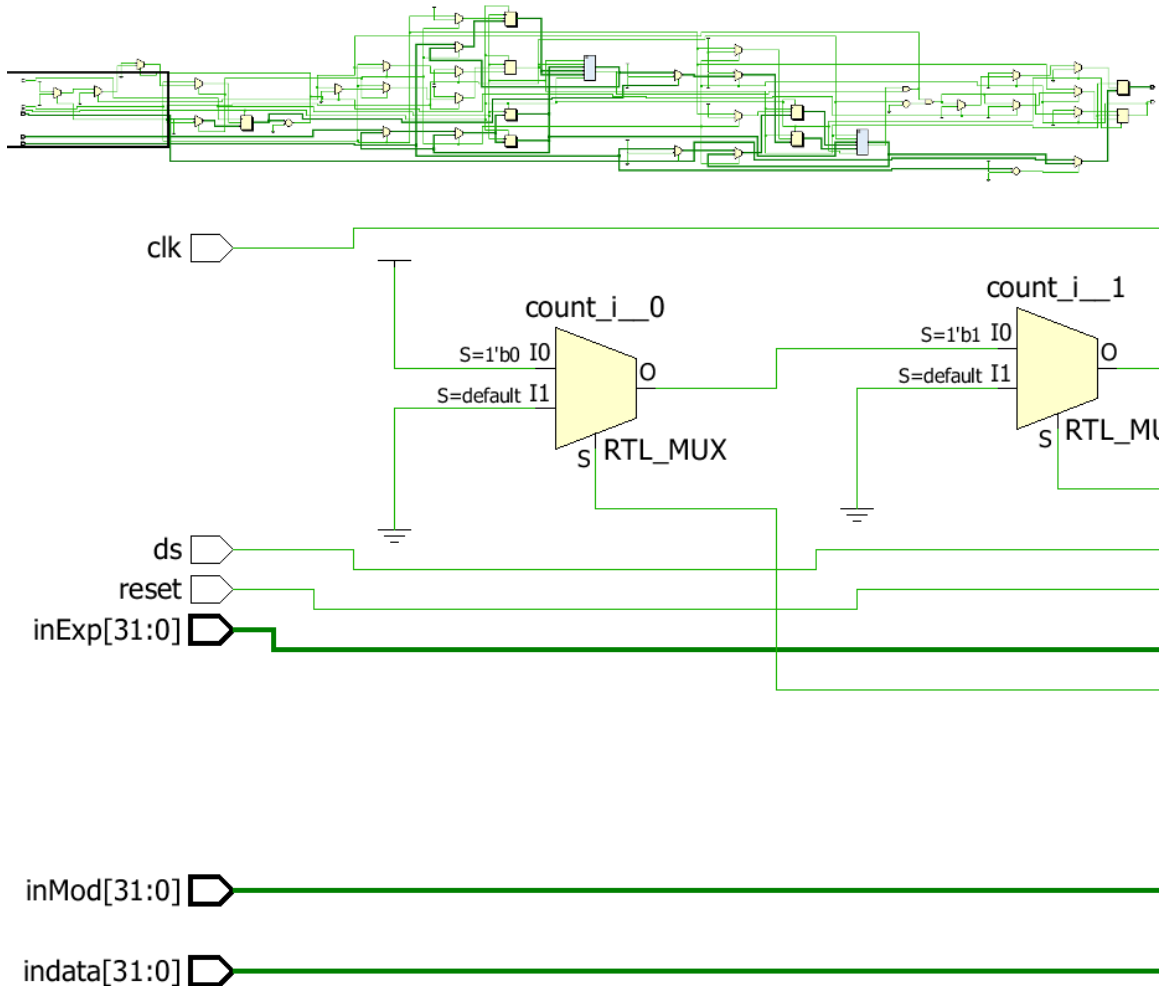 clk
count_i__0
S=1'b0 I0
S=default I1
O
S RTL_MUX
count_i__1
S=1'b1 I0
S=default I1
O
S RTL_MU
ds
reset
inExp[31:0]
inMod[31:0]
indata[31:0]